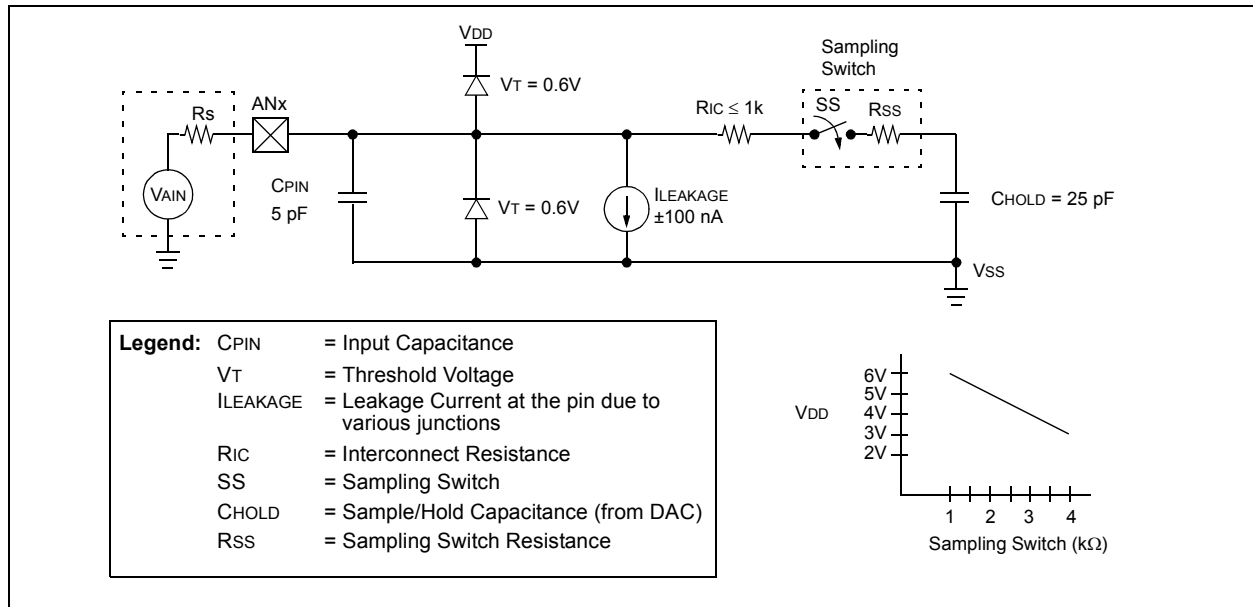 VDD
Sampling
Switch
VT = 0.6V
ANx
Rs
RIC ≤ 1k
SS
RSS
VAIN
CPIN
5 pF
VT = 0.6V
ILEAKAGE
±100 nA
CHOLD = 25 pF
VSS
Legend: CPIN = Input Capacitance
VT = Threshold Voltage
ILEAKAGE = Leakage Current at the pin due to
various junctions
RIC = Interconnect Resistance
SS = Sampling Switch
CHOLD = Sample/Hold Capacitance (from DAC)
RSS = Sampling Switch Resistance
6V
5V
VDD
4V
3V
2V
1 2 3 4
Sampling Switch (kΩ)